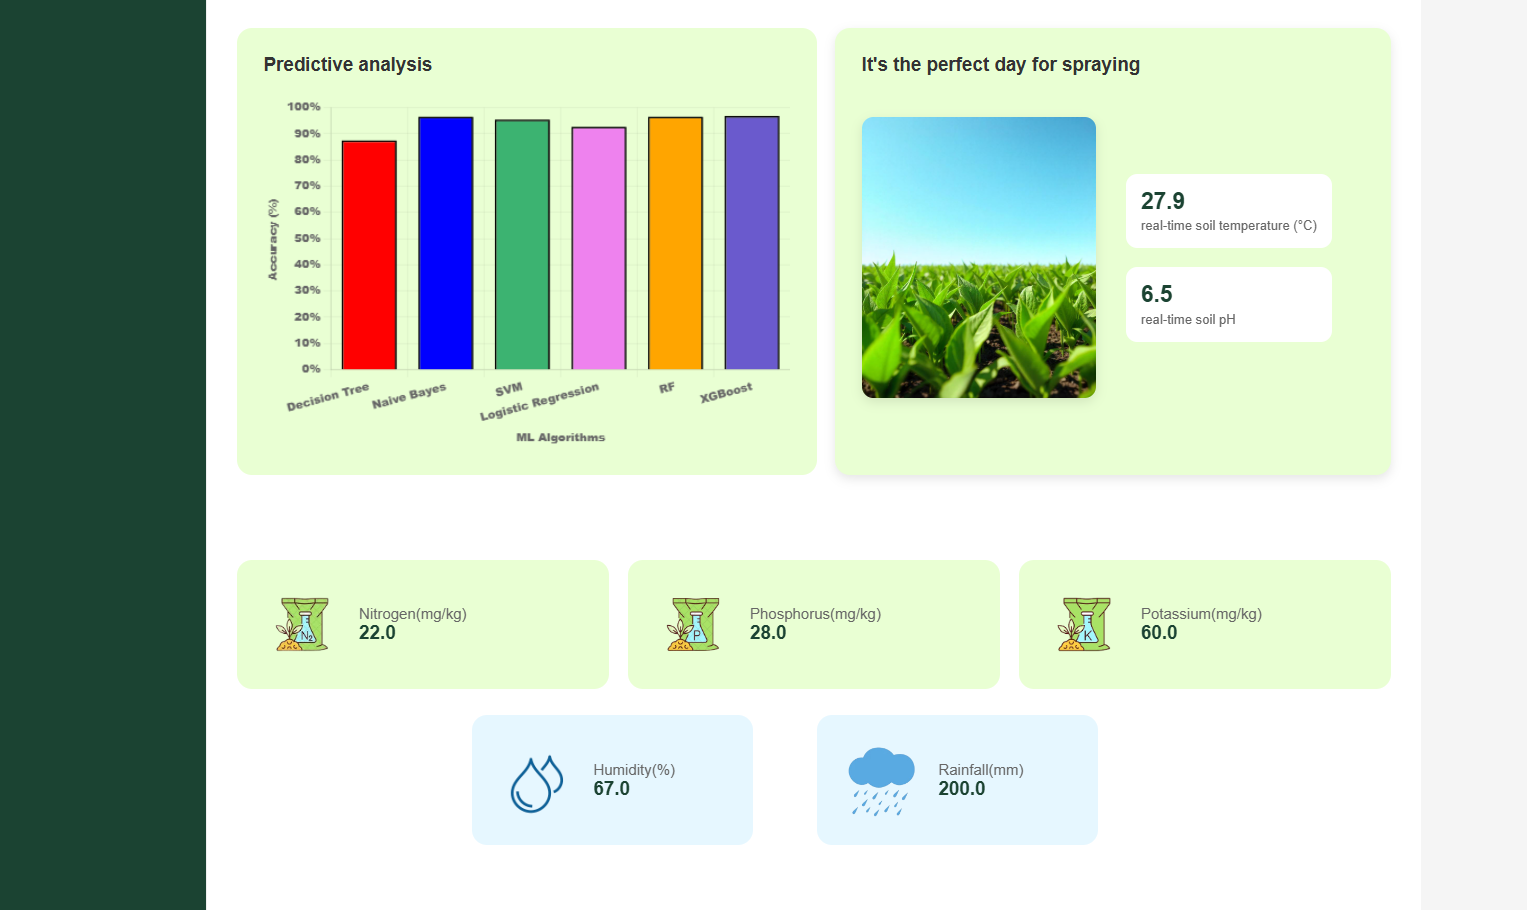 Predictive analysis
100%
90%
80%
70%
60%
50%
40%
30%
20%
10%
0%
Accuracy (%)
Decision Tree
Naive Bayes
SVM
Logistic Regression
RF
XGBoost
ML Algorithms
It's the perfect day for spraying
27.9
real-time soil temperature (°C)
6.5
real-time soil pH
N2
Nitrogen(mg/kg)
22.0
P
Phosphorus(mg/kg)
28.0
K
Potassium(mg/kg)
60.0
Humidity(%)
67.0
Rainfall(mm)
200.0